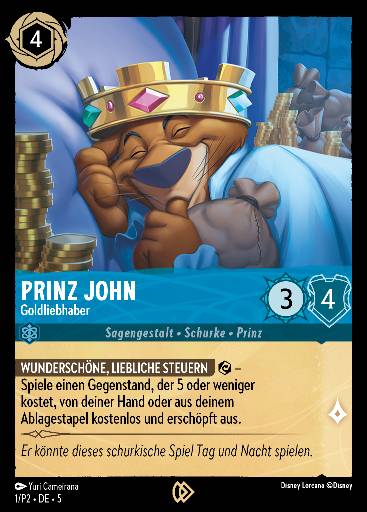 4
PRINZ JOHN
Goldliebhaber
3
4
Sagengestalt • Schurke • Prinz
WUNDERSCHÖNE, LIEBLICHE STEUERN –
Spiele einen Gegenstand, der 5 oder weniger
kostet, von deiner Hand oder aus deinem
Ablagestapel kostenlos und erschöpft aus.
Er könnte dieses schurkische Spiel Tag und Nacht spielen.
Yuri Cameirana
1/P2 • DE • 5
Disney Lorcana ©Disney